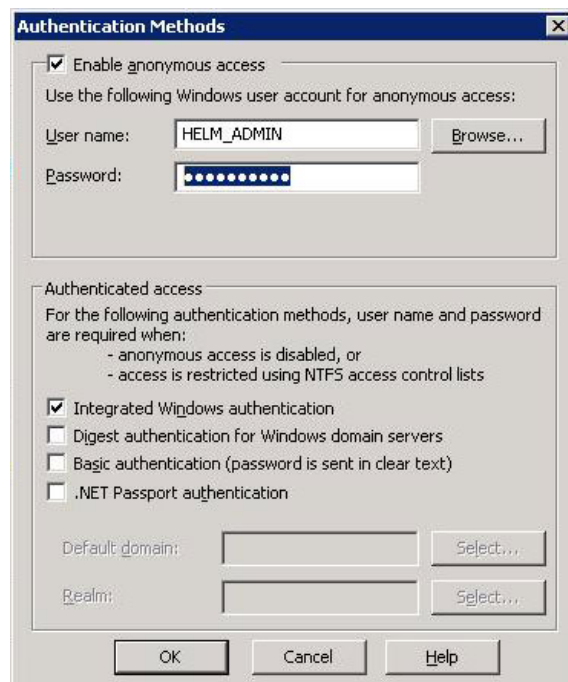 Authentication Methods
Enable anonymous access
Use the following Windows user account for anonymous access:
User name: HELM_ADMIN Browse...
Password: ●●●●●●●●●●
Authenticated access
For the following authentication methods, user name and password
are required when:
- anonymous access is disabled, or
- access is restricted using NTFS access control lists
Integrated Windows authentication
Digest authentication for Windows domain servers
Basic authentication (password is sent in clear text)
.NET Passport authentication
Default domain: Select...
Realm: Select...
OK Cancel Help